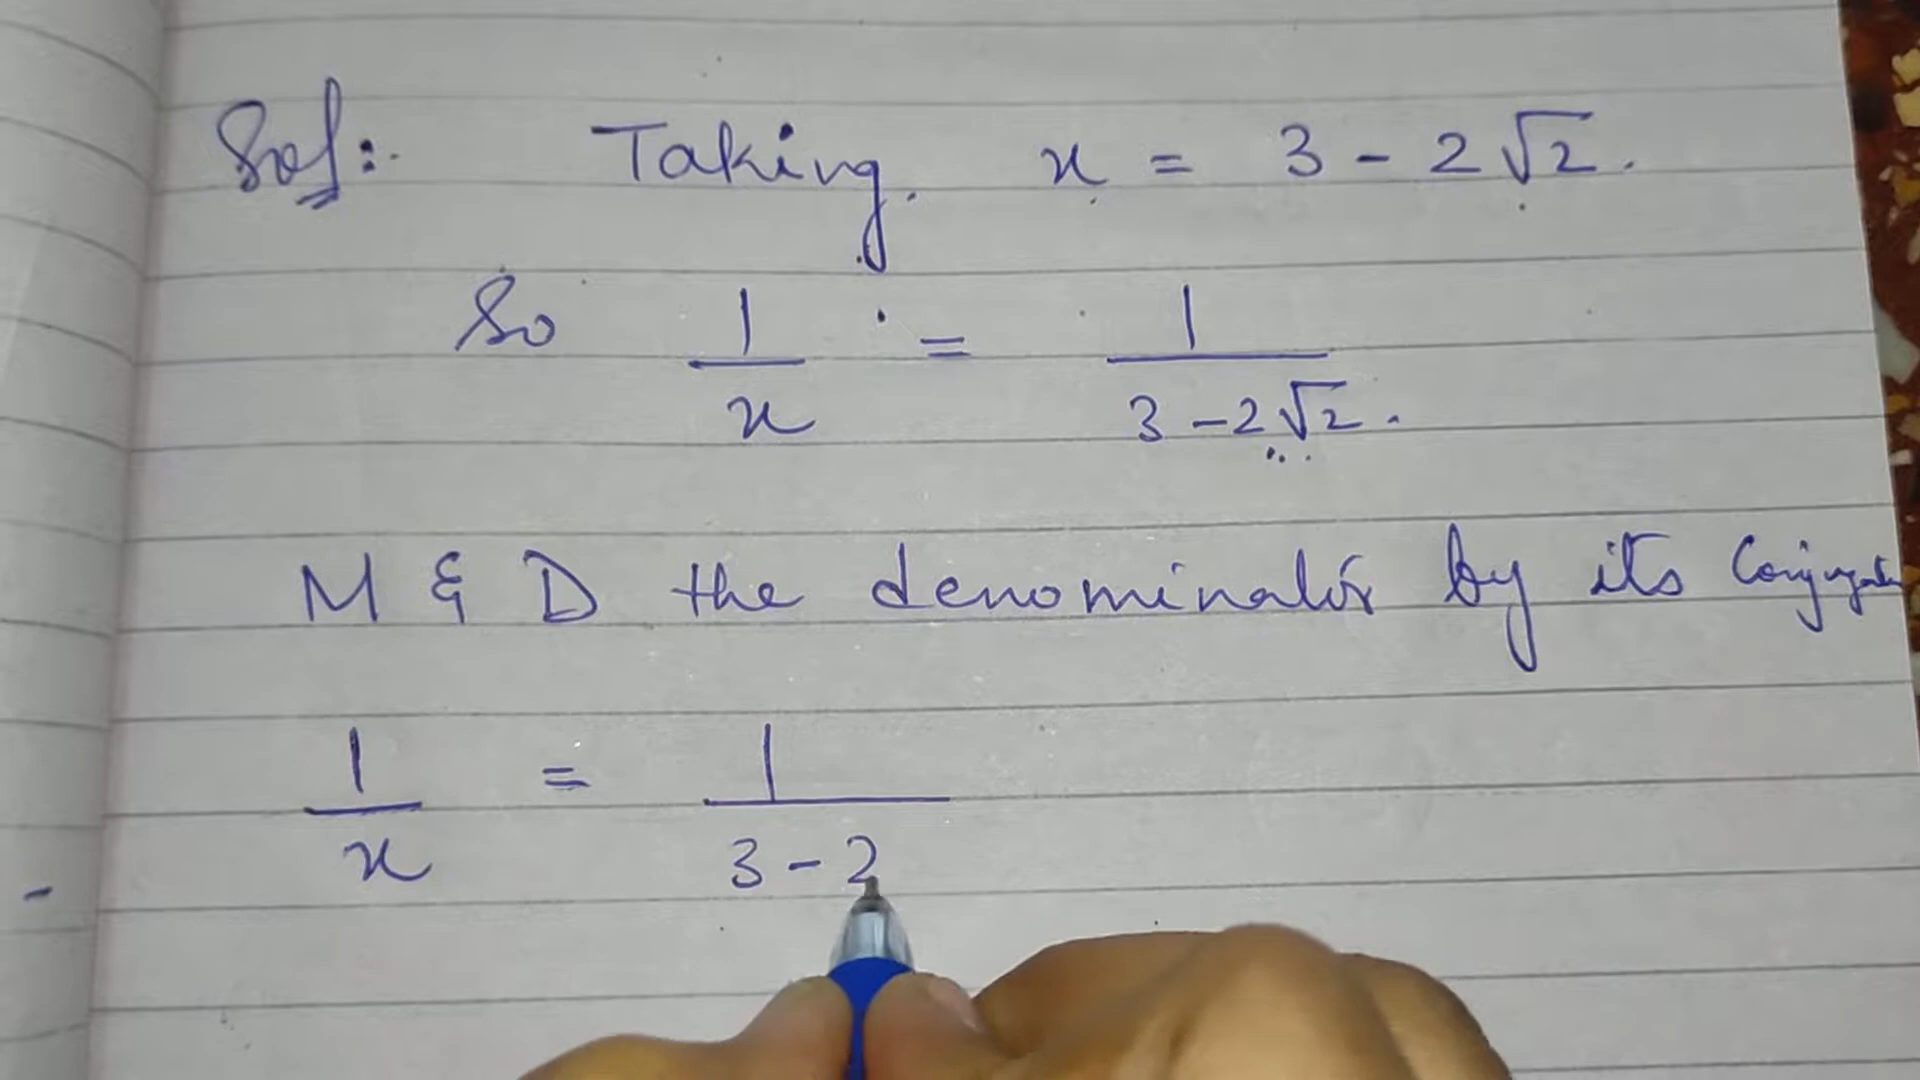 Sol:. Taking. x = 3 - 2√2.
So 1/x = 1/(3 - 2√2).
M & D the denominator by its Conjugate
1/x = 1/(3 - 2